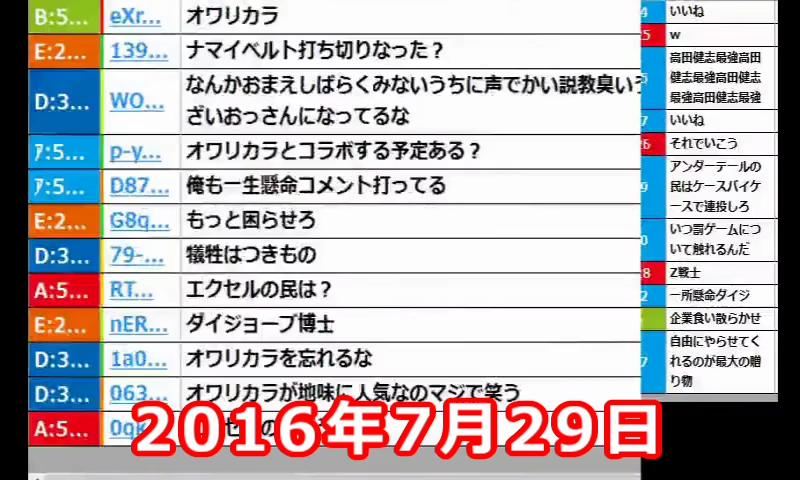 B:5... eXr... オワリカラ
E:2... 139... ナマイベルト打ち切りなった？
D:3... WO... なんかおまえしばらくみないうちに声でかい説教臭いう
ざいおっさんになってるな
ｱ:5... p-y... オワリカラとコラボする予定ある？
ｱ:5... D87... 俺も一生懸命コメント打ってる
E:2... G8q... もっと困らせろ
D:3... 79-... 犠牲はつきもの
A:5... RT... エクセルの民は？
E:2... nER... ダイジョーブ博士
D:3... 1a0... オワリカラを忘れるな
D:3... 063... オワリカラが地味に人気なのマジで笑う
A:5...
2016年7月29日
4 いいね
5 w
高田健志最強高田
健志最強高田健志
最強高田健志最強
7 いいね
6 それでいこう
アンダーテールの
民はケースバイケ
ースで連投しろ
9
いつ罰ゲームにつ
いて触れるんだ
0
8 Z戦士
2 一所懸命ダイジ
企業食い散らかせ
自由にやらせてく
れるのが最大の贈
り物
7